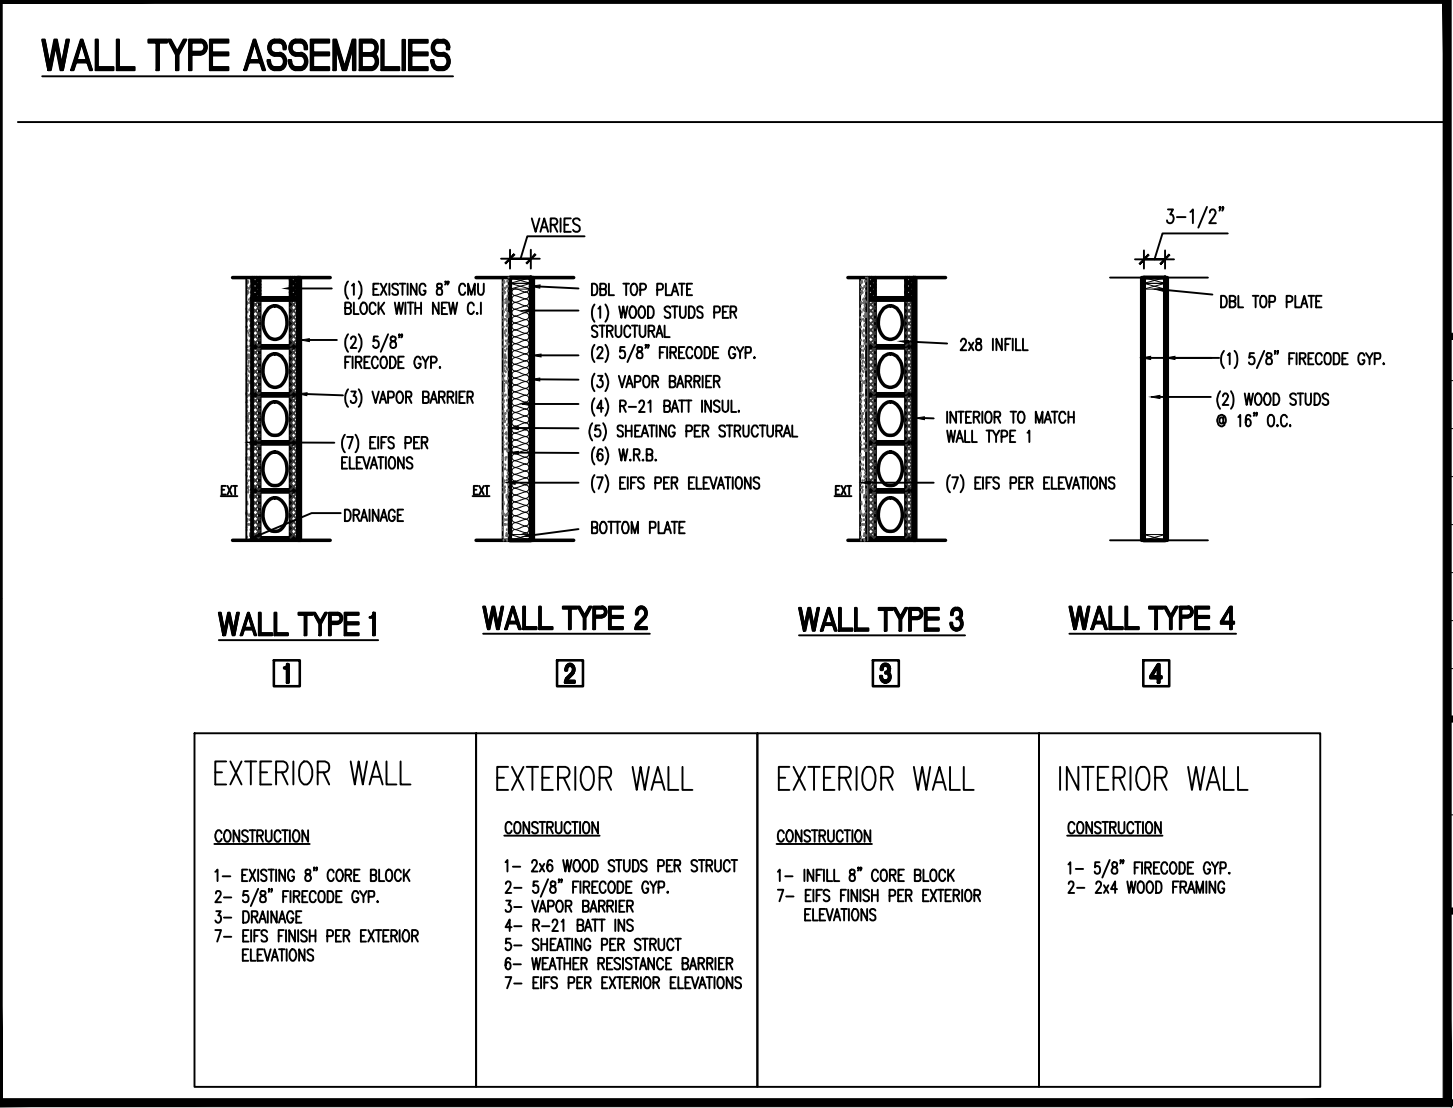 WALL TYPE ASSEMBLIES
VARIES
(1) EXISTING 8" CMU
BLOCK WITH NEW C.I
(2) 5/8"
FIRECODE GYP.
(3) VAPOR BARRIER
(7) EIFS PER
ELEVATIONS
EXT
DRAINAGE
DBL TOP PLATE
(1) WOOD STUDS PER
STRUCTURAL
(2) 5/8" FIRECODE GYP.
(3) VAPOR BARRIER
(4) R-21 BATT INSUL.
(5) SHEATING PER STRUCTURAL
(6) W.R.B.
EXT
(7) EIFS PER ELEVATIONS
BOTTOM PLATE
2x8 INFILL
INTERIOR TO MATCH
WALL TYPE 1
EXT
(7) EIFS PER ELEVATIONS
3-1/2"
DBL TOP PLATE
(1) 5/8" FIRECODE GYP.
(2) WOOD STUDS
@ 16" O.C.
WALL TYPE 1
1
WALL TYPE 2
2
WALL TYPE 3
3
WALL TYPE 4
4
EXTERIOR WALL
CONSTRUCTION
1- EXISTING 8" CORE BLOCK
2- 5/8" FIRECODE GYP.
3- DRAINAGE
7- EIFS FINISH PER EXTERIOR
ELEVATIONS
EXTERIOR WALL
CONSTRUCTION
1- 2x6 WOOD STUDS PER STRUCT
2- 5/8" FIRECODE GYP.
3- VAPOR BARRIER
4- R-21 BATT INS
5- SHEATING PER STRUCT
6- WEATHER RESISTANCE BARRIER
7- EIFS PER EXTERIOR ELEVATIONS
EXTERIOR WALL
CONSTRUCTION
1- INFILL 8" CORE BLOCK
7- EIFS FINISH PER EXTERIOR
ELEVATIONS
INTERIOR WALL
CONSTRUCTION
1- 5/8" FIRECODE GYP.
2- 2x4 WOOD FRAMING